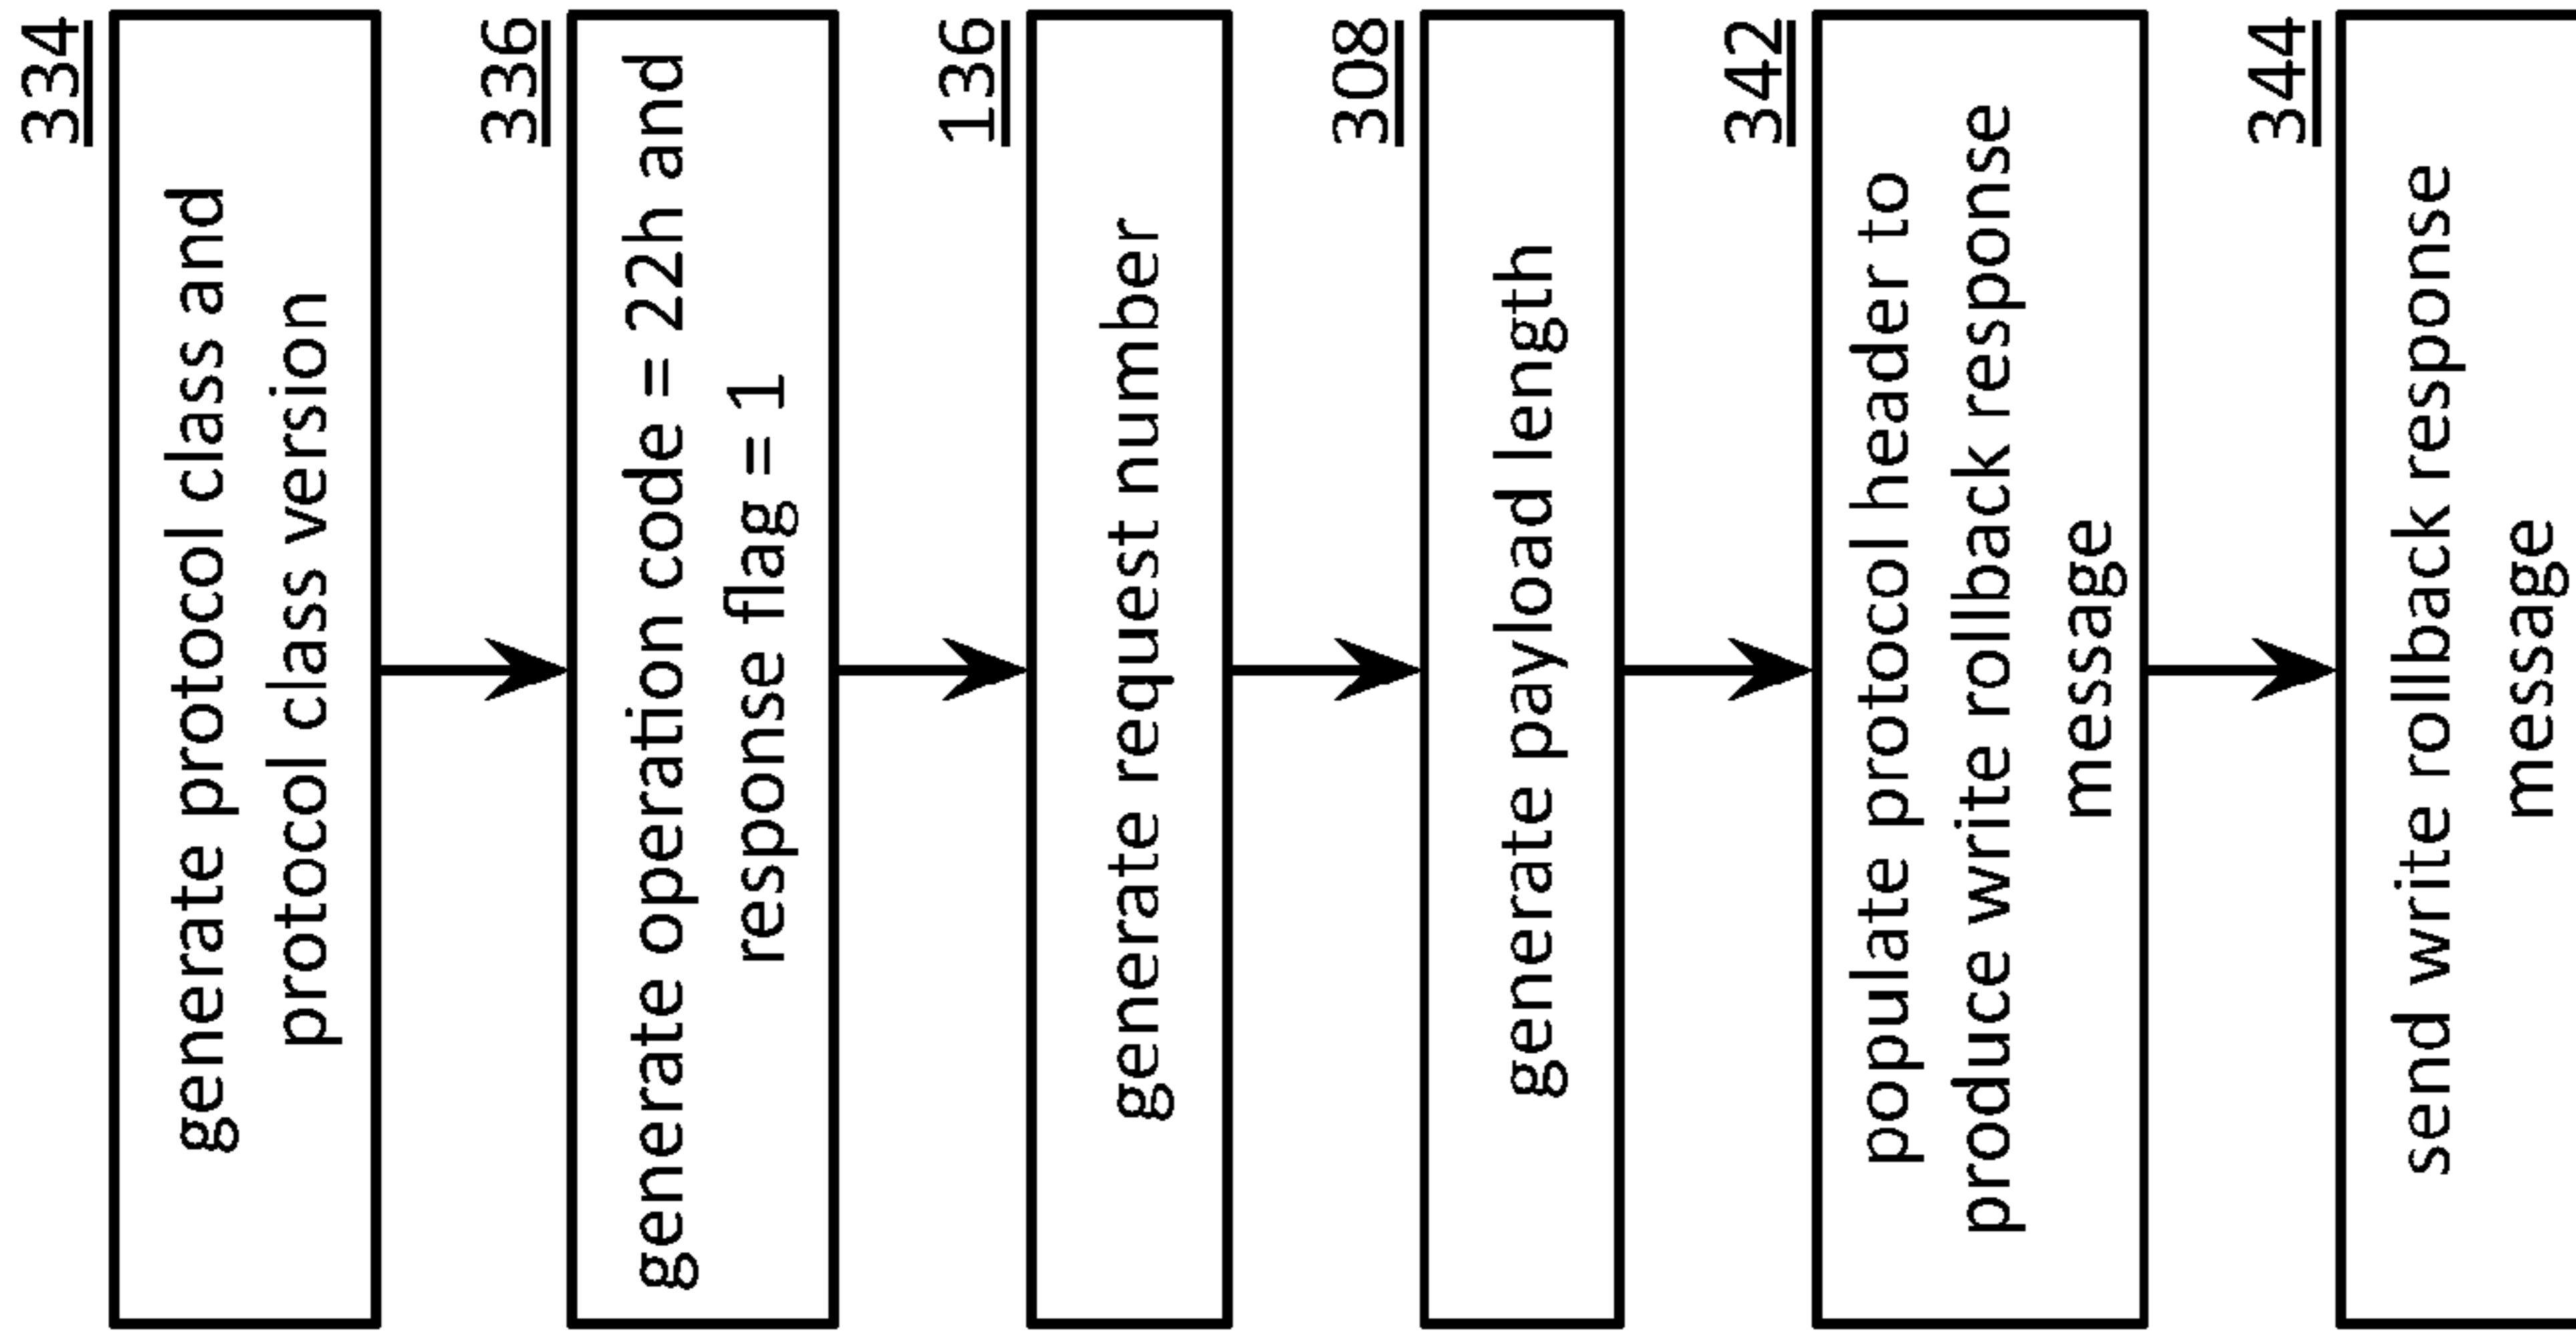 334
generate protocol class and
protocol class version
336
generate operation code = 22h and
response flag = 1
136
generate request number
308
generate payload length
342
populate protocol header to
produce write rollback response
message
344
send write rollback response
message